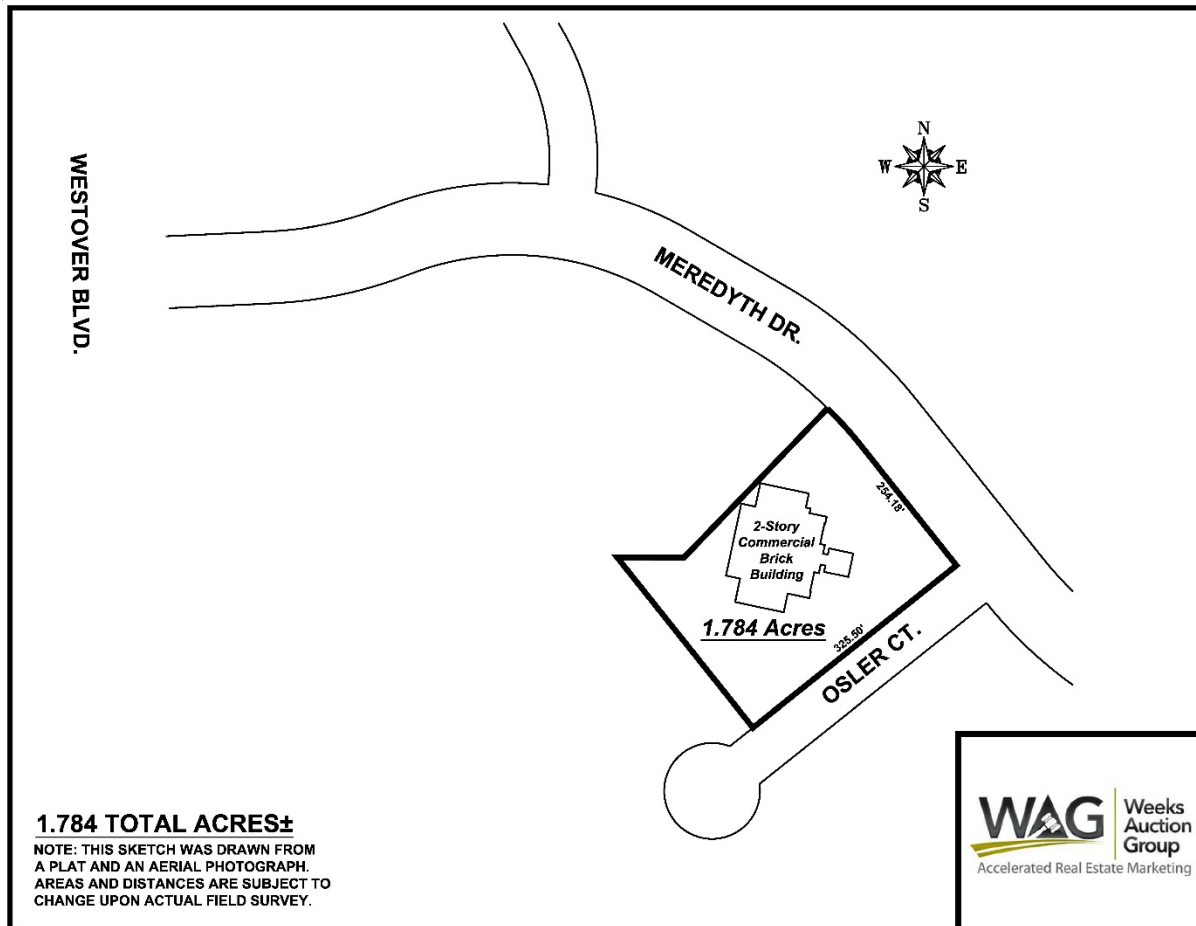 N
W
E
S
WESTOVER BLVD.
MEREDYTH DR.
254.18'
2-Story
Commercial
Brick
Building
1.784 Acres
325.50'
OSLER CT.
1.784 TOTAL ACRES±
NOTE: THIS SKETCH WAS DRAWN FROM
A PLAT AND AN AERIAL PHOTOGRAPH.
AREAS AND DISTANCES ARE SUBJECT TO
CHANGE UPON ACTUAL FIELD SURVEY.
WAG
Weeks
Auction
Group
Accelerated Real Estate Marketing